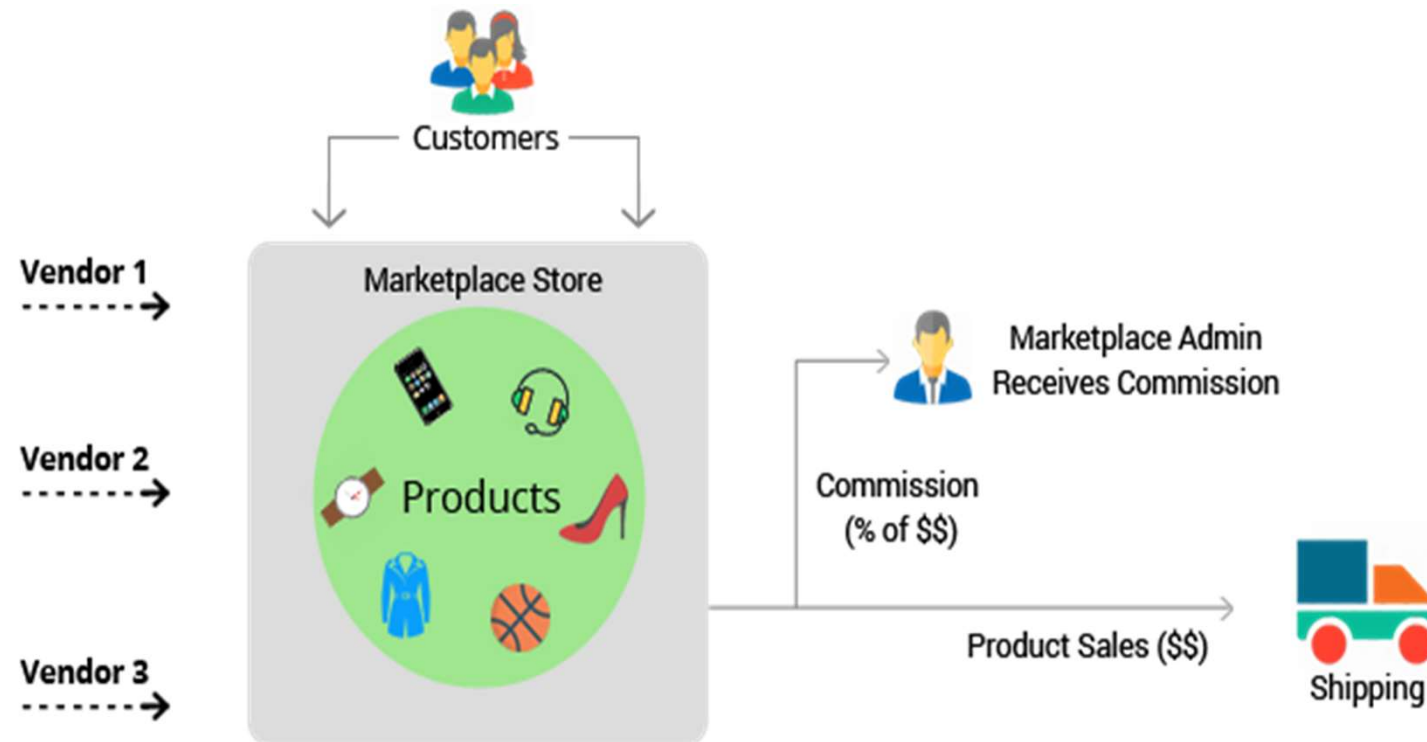 Customers
Vendor 1
Marketplace Store
Marketplace Admin
Receives Commission
Vendor 2
Products
Commission
(% of $$)
Product Sales ($$)
Vendor 3
Shipping